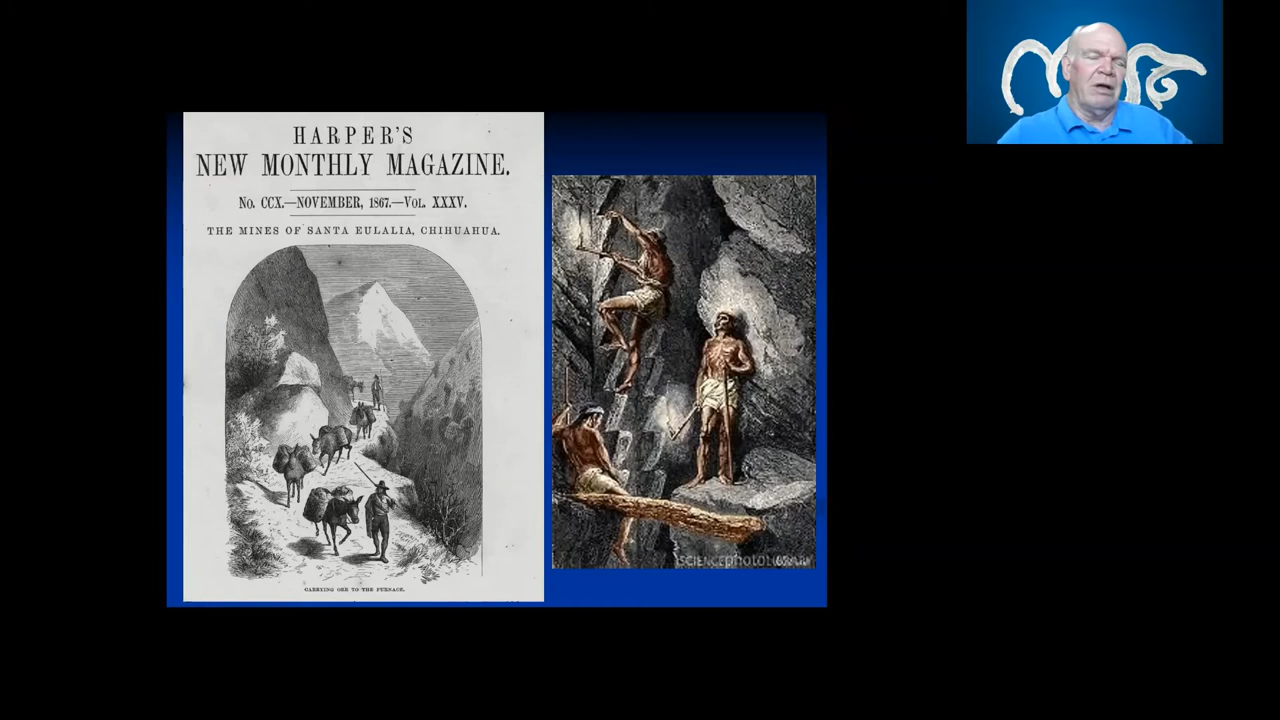 HARPER'S
NEW MONTHLY MAGAZINE.
No. CCX.—NOVEMBER, 1867.—Vol. XXXV.
THE MINES OF SANTA EULALIA, CHIHUAHUA.
CARRYING ORE TO THE FURNACE.
SCIENCEphotoLIBRARY